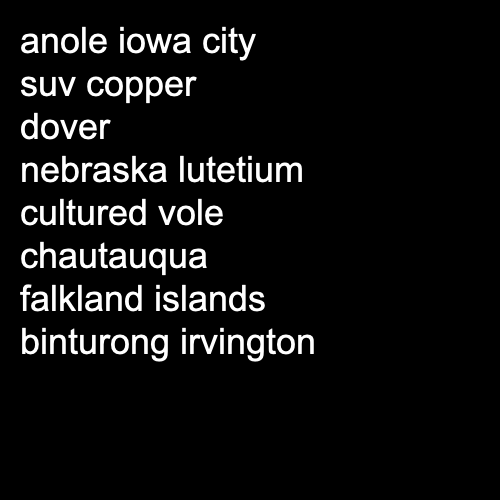 anole iowa city
suv copper
dover
nebraska lutetium
cultured vole
chautauqua
falkland islands
binturong irvington